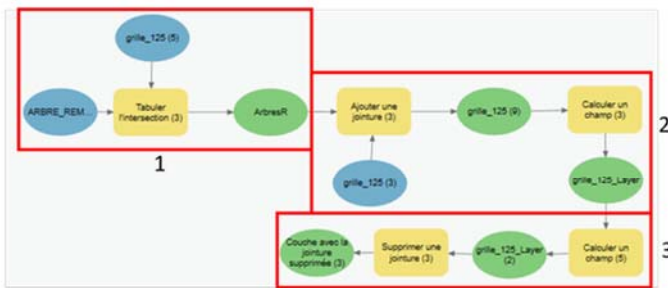 grille_125 (5)
ARBRE_REM...
Tabuler
l'intersection (3)
ArbresR
1
Ajouter une
jointure (3)
grille_125 (9)
Calculer un
champ (3)
2
grille_125 (3)
grille_125_Layer
Couche avec la
jointure
supprimée (3)
Supprimer une
jointure (3)
grille_125_Layer
(2)
Calculer un
champ (5)
3